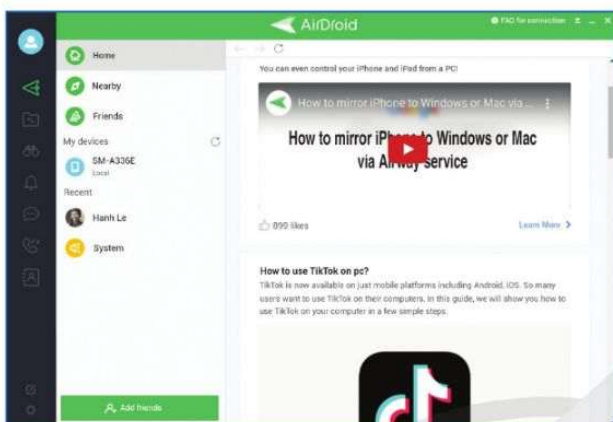 AirDroid
FAQ for connection
Home
Nearby
Friends
My devices
SM-A336E
Local
Recent
Hanh Le
System
Add friends
You can even control your iPhone and iPad from a PC!
How to mirror iPhone to Windows or Mac via ...
How to mirror iPhone to Windows or Mac
via Airway service
899 likes
Learn More
How to use TikTok on pc?
TikTok is now available on just mobile platforms including Android, iOS. So many
users want to use TikTok on their computers. In this guide, we will show you how to
use TikTok on your computer in a few simple steps.